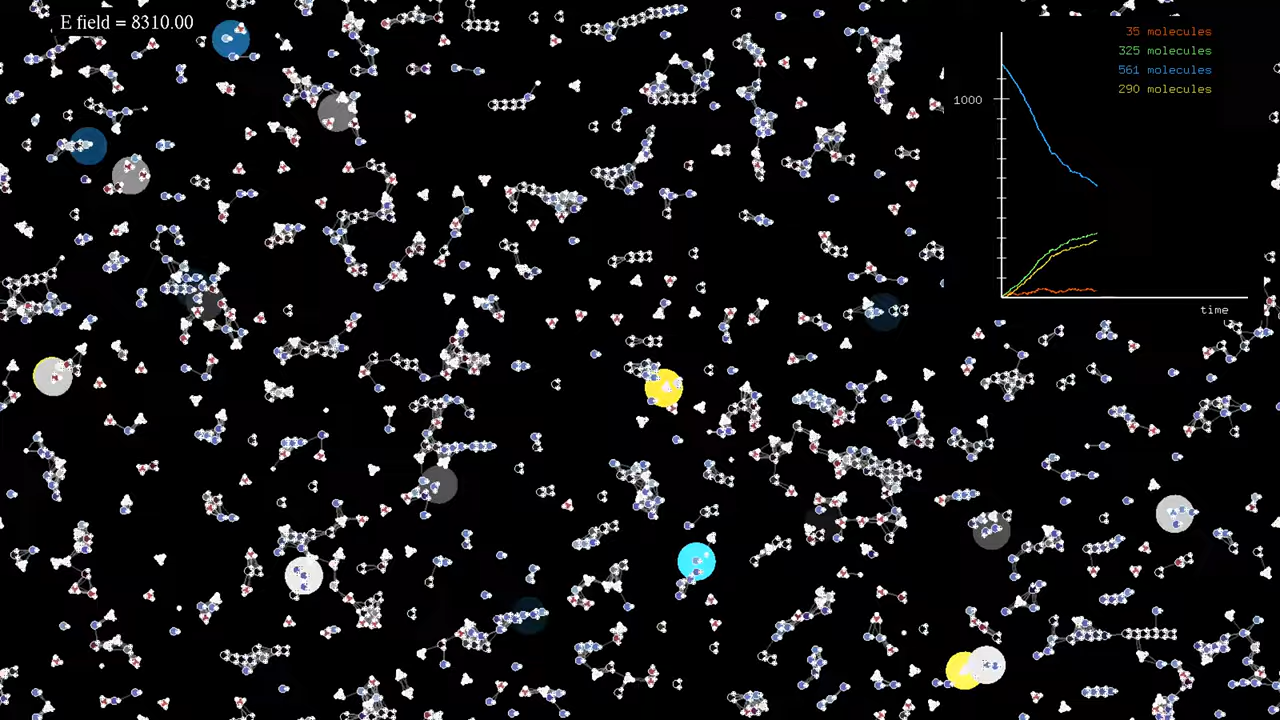 E field = 8310.00
35 molecules
325 molecules
561 molecules
290 molecules
1000
time